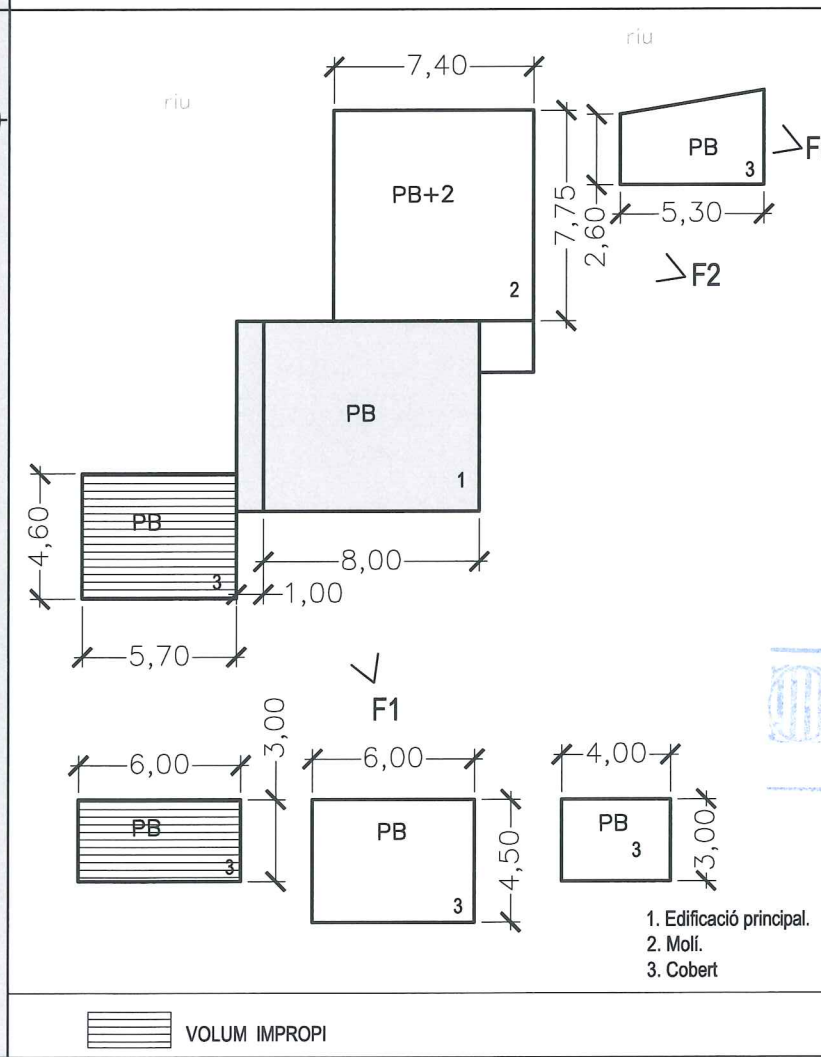 riu
riu
7,40
PB+2
2
7,75
2,60
PB
3
F
5,30
F2
PB
1
4,60
PB
3
8,00
1,00
5,70
F1
6,00
3,00
PB
3
6,00
PB
4,50
3
4,00
PB
3
3,00
1. Edificació principal.
2. Molí.
3. Cobert
VOLUM IMPROPI